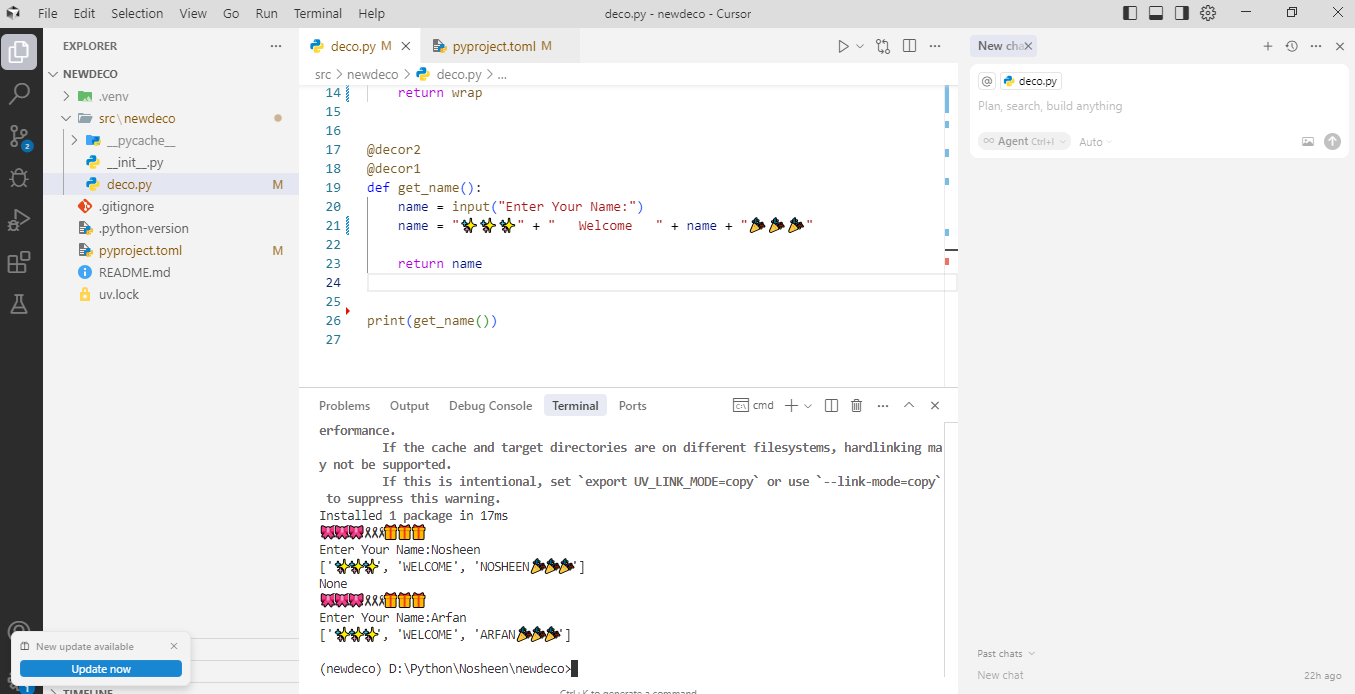 File Edit Selection View Go Run Terminal Help
deco.py - newdeco - Cursor
EXPLORER
NEWDECO
.venv
src\newdeco
__pycache__
__init__.py
deco.py M
.gitignore
.python-version
pyproject.toml M
README.md
uv.lock
TIMELINE
New update available
Update now
2
1
deco.py M
pyproject.toml M
src > newdeco > deco.py > ...
14 return wrap
15
16
17 @decor2
18 @decor1
19 def get_name():
20 name = input("Enter Your Name:")
21 name = "✨✨✨" + "   Welcome   " + name + "🎉🎉🎉"
22
23 return name
24
25
26 print(get_name())
27
Problems Output Debug Console Terminal Ports
cmd
erformance.
If the cache and target directories are on different filesystems, hardlinking ma
y not be supported.
If this is intentional, set `export UV_LINK_MODE=copy` or use `--link-mode=copy`
to suppress this warning.
Installed 1 package in 17ms
🎀🎀🎀🎗🎗🎗🎁🎁🎁
Enter Your Name:Nosheen
['✨✨✨', 'WELCOME', 'NOSHEEN🎉🎉🎉']
None
🎀🎀🎀🎗🎗🎗🎁🎁🎁
Enter Your Name:Arfan
['✨✨✨', 'WELCOME', 'ARFAN🎉🎉🎉']
(newdeco) D:\Python\Nosheen\newdeco>
Ctrl+K to generate a command
New cha
@ deco.py
Plan, search, build anything
Agent Ctrl+I
Auto
Past chats
New chat 22h ago